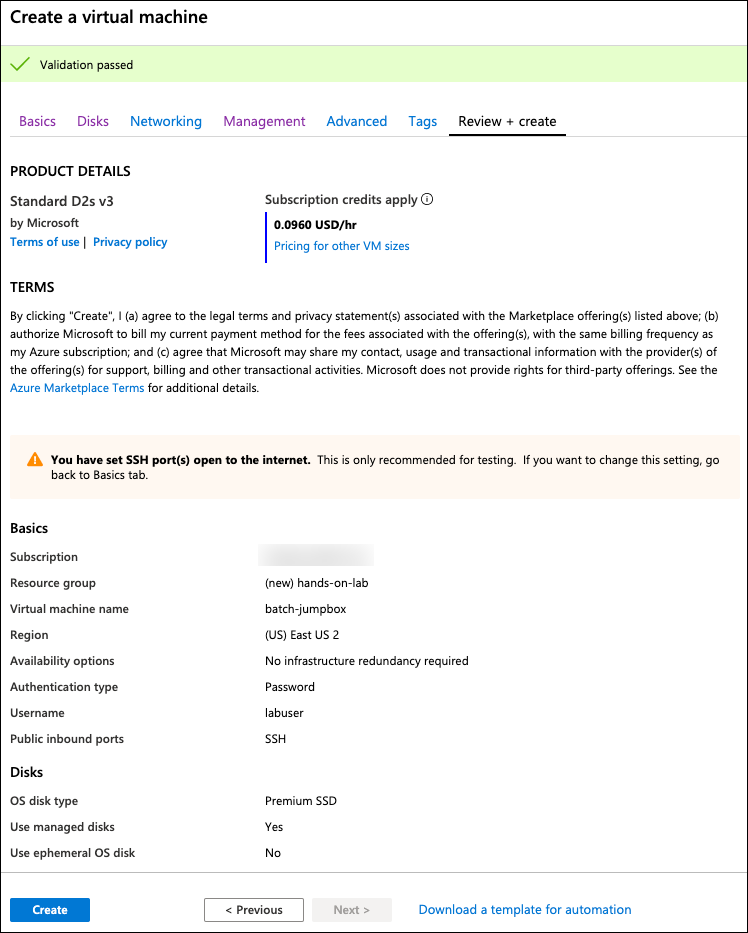 Create a virtual machine
Validation passed
Basics Disks Networking Management Advanced Tags Review + create
PRODUCT DETAILS
Standard D2s v3
by Microsoft
Terms of use | Privacy policy
Subscription credits apply
0.0960 USD/hr
Pricing for other VM sizes
TERMS
By clicking "Create", I (a) agree to the legal terms and privacy statement(s) associated with the Marketplace offering(s) listed above; (b)
authorize Microsoft to bill my current payment method for the fees associated with the offering(s), with the same billing frequency as
my Azure subscription; and (c) agree that Microsoft may share my contact, usage and transactional information with the provider(s) of
the offering(s) for support, billing and other transactional activities. Microsoft does not provide rights for third-party offerings. See the
Azure Marketplace Terms for additional details.
You have set SSH port(s) open to the internet. This is only recommended for testing. If you want to change this setting, go
back to Basics tab.
Basics
Subscription
Resource group (new) hands-on-lab
Virtual machine name batch-jumpbox
Region (US) East US 2
Availability options No infrastructure redundancy required
Authentication type Password
Username labuser
Public inbound ports SSH
Disks
OS disk type Premium SSD
Use managed disks Yes
Use ephemeral OS disk No
Create < Previous Next > Download a template for automation